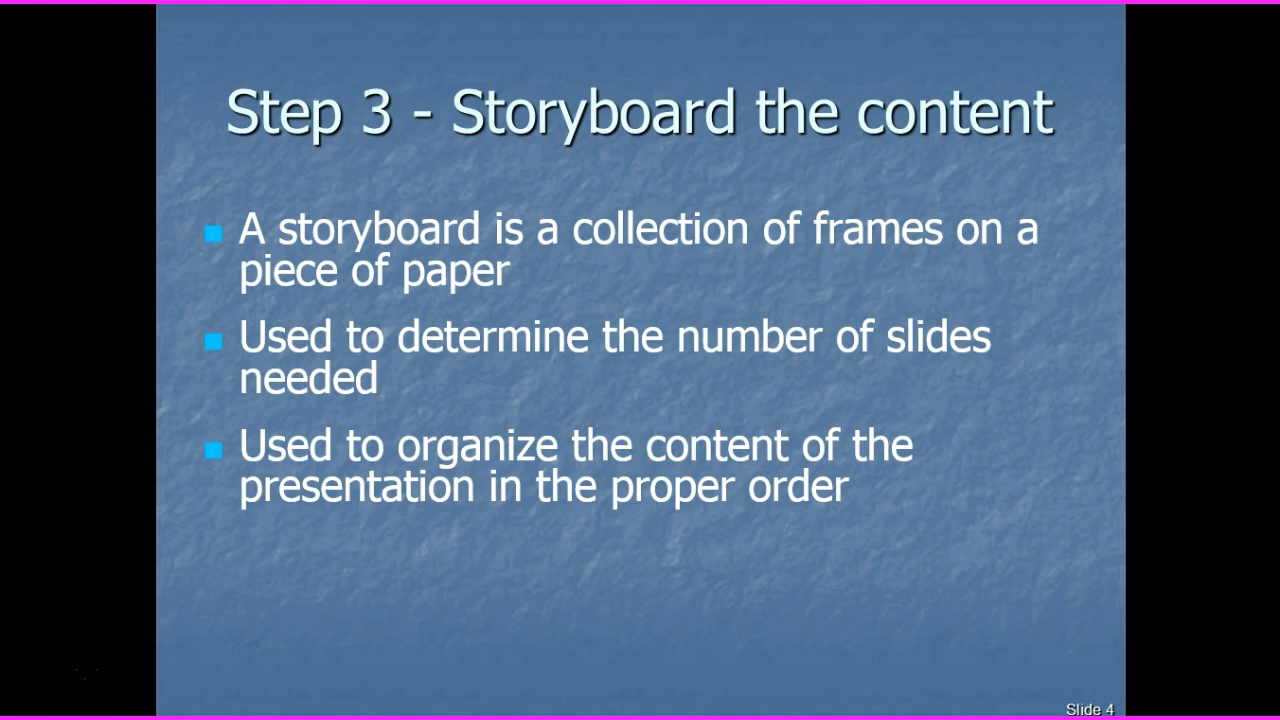 Step 3 - Storyboard the content
A storyboard is a collection of frames on a
piece of paper
Used to determine the number of slides
needed
Used to organize the content of the
presentation in the proper order
Slide 4